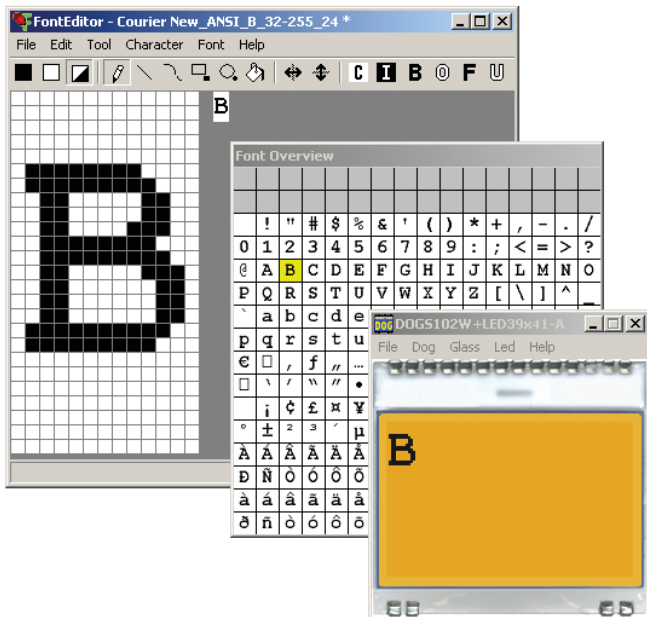 FontEditor - Courier New_ANSI_B_32-255_24 *
File Edit Tool Character Font Help
C I B O F U
B
Font Overview
! " # $ % & ' ( ) * + , - . /
0 1 2 3 4 5 6 7 8 9 : ; < = > ?
@ A B C D E F G H I J K L M N O
P Q R S T U V W X Y Z [ \ ] ^ _
` a b c d e
p q r s t u
€ □ ‚ ƒ „ …
□ ‘ ’ “ ” •
¡ ¢ £ ¤ ¥
° ± ² ³ ´ µ
À Á Â Ã Ä Å
Ð Ñ Ò Ó Ô Õ
à á â ã ä å
ð ñ ò ó ô õ
DOGS102W+LED39x41-A
File Dog Glass Led Help
B
B